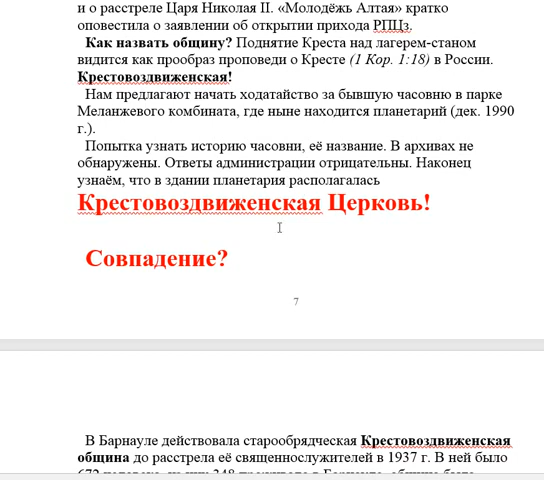 и о расстреле Царя Николая II. «Молодёжь Алтая» кратко
оповестила о заявлении об открытии прихода РПЦз.
Как назвать общину? Поднятие Креста над лагерем-станом
видится как прообраз проповеди о Кресте (1 Кор. 1:18) в России.
Крестовоздвиженская!
Нам предлагают начать ходатайство за бывшую часовню в парке
Меланжевого комбината, где ныне находится планетарий (дек. 1990
г.).
Попытка узнать историю часовни, её название. В архивах не
обнаружены. Ответы администрации отрицательны. Наконец
узнаём, что в здании планетария располагалась
Крестовоздвиженская Церковь!
Совпадение?
7
В Барнауле действовала старообрядческая Крестовоздвиженская
община до расстрела её священнослужителей в 1937 г. В ней было